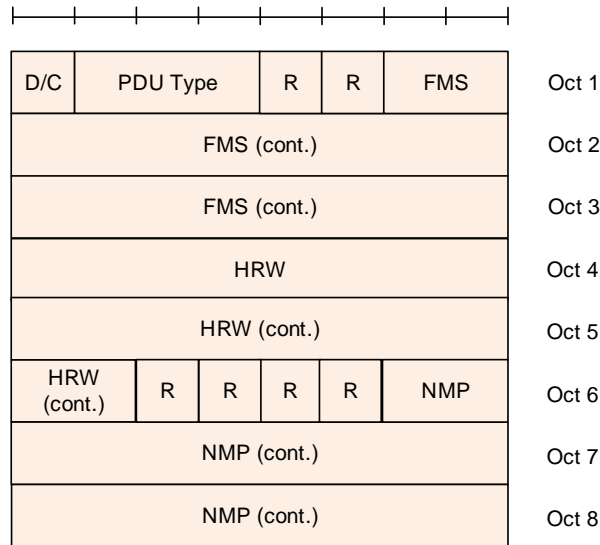 D/C PDU Type R R FMS Oct 1
FMS (cont.) Oct 2
FMS (cont.) Oct 3
HRW Oct 4
HRW (cont.) Oct 5
HRW
(cont.) R R R R NMP Oct 6
NMP (cont.) Oct 7
NMP (cont.) Oct 8